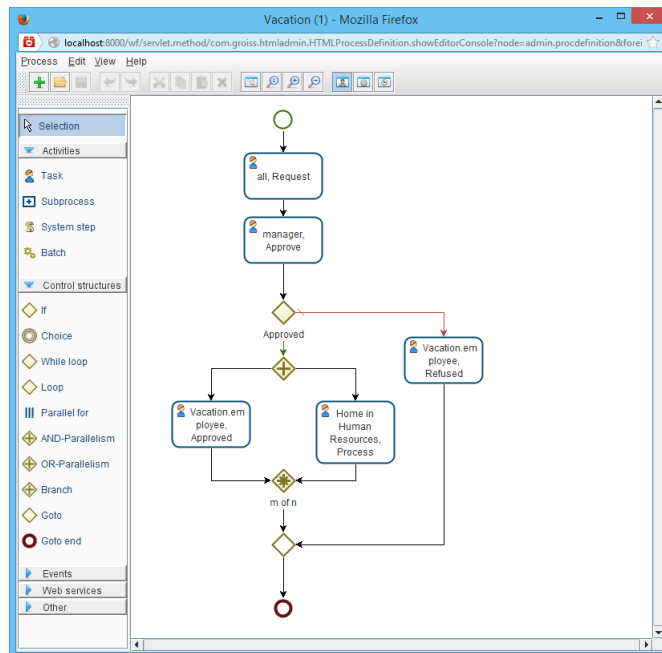 Vacation (1) - Mozilla Firefox
localhost:8000/wf/servlet.method/com.groiss.htmladmin.HTMLProcessDefinition.showEditorConsole?node=admin.procdefinition&forei
Process Edit View Help
Selection
Activities
Task
Subprocess
System step
Batch
Control structures
If
Choice
While loop
Loop
Parallel for
AND-Parallelism
OR-Parallelism
Branch
Goto
Goto end
Events
Web services
Other
all, Request
manager,
Approve
Approved
Vacation.em
ployee,
Refused
Vacation.em
ployee,
Approved
Home in
Human
Resources,
Process
m of n